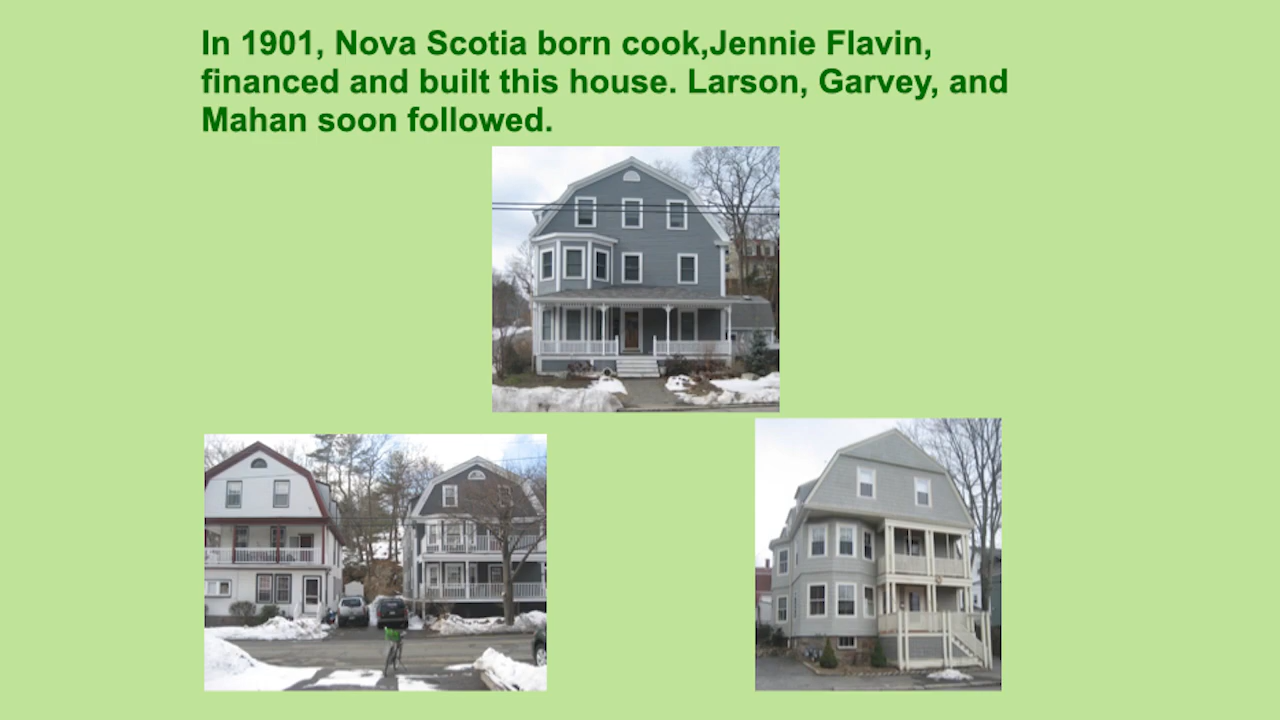 In 1901, Nova Scotia born cook,Jennie Flavin,
financed and built this house. Larson, Garvey, and
Mahan soon followed.